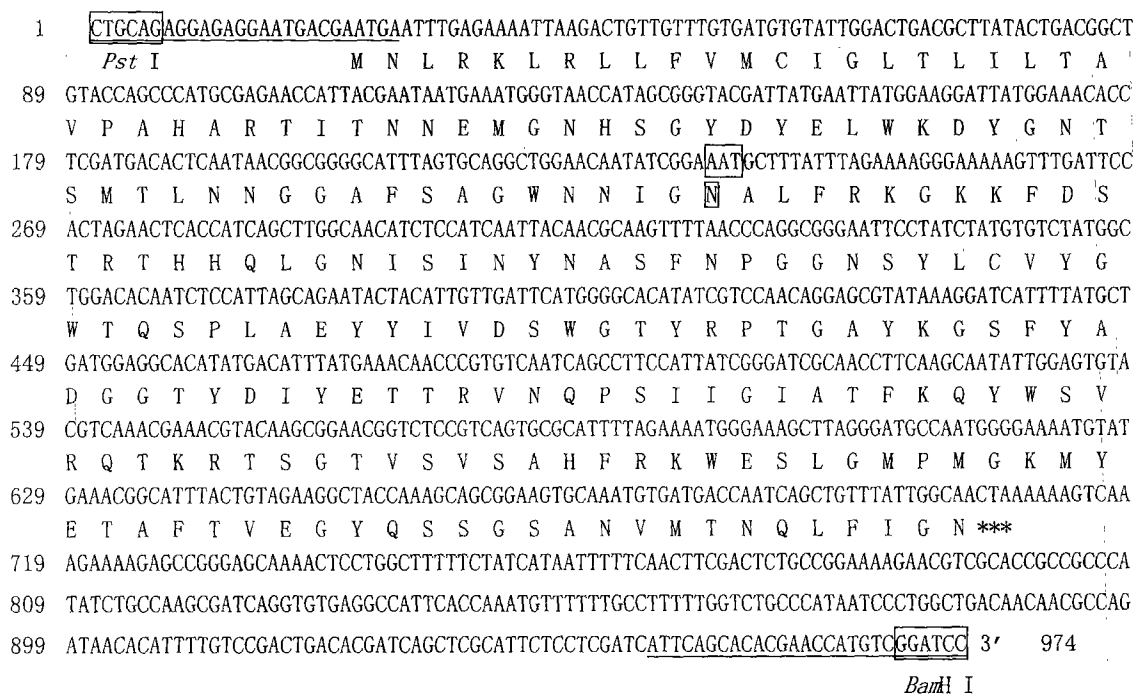 1 CTGCAGAGGAGAGGAATGACGAATGAATTTGAGAAAATTAAGACTGTTGTTTGTGATGTGTATTGGACTGACGCTTATACTGACGGCT
Pst I M N L R K L R L L F V M C I G L T L I L T A
89 GTACCAGCCCATGCGAGAACCATTACGAATAATGAAATGGGTAACCATAGCGGGTACGATTATGAATTATGGAAGGATTATGGAAACACC
V P A H A R T I T N N E M G N H S G Y D Y E L W K D Y G N T
179 TCGATGACACTCAATAACGGCGGGGCATTTAGTGCAGGCTGGAACAATATCGGAAATGCTTTATTTAGAAAAGGGAAAAAGTTTGATTCC
S M T L N N G G A F S A G W N N I G N A L F R K G K K F D S
269 ACTAGAACTCACCATCAGCTTGGCAACATCTCCATCAATTACAACGCAAGTTTTAACCCAGGCGGGAATTCCTATCTATGTGTCTATGGC
T R T H H Q L G N I S I N Y N A S F N P G G N S Y L C V Y G
359 TGGACACAATCTCCATTAGCAGAATACTACATTGTTGATTCATGGGGCACATATCGTCCAACAGGAGCGTATAAAGGATCATTTTATGCT
W T Q S P L A E Y Y I V D S W G T Y R P T G A Y K G S F Y A
449 GATGGAGGCACATATGACATTTATGAAACAACCCGTGTCAATCAGCCTTCCATTATCGGGATCGCAACCTTCAAGCAATATTGGAGTGTA
D G G T Y D I Y E T T R V N Q P S I I G I A T F K Q Y W S V
539 CGTCAAACGAAACGTACAAGCGGAACGGTCTCCGTCAGTGCGCATTTTAGAAAATGGGAAAGCTTAGGGATGCCAATGGGGAAAATGTAT
R Q T K R T S G T V S V S A H F R K W E S L G M P M G K M Y
629 GAAACGGCATTTACTGTAGAAGGCTACCAAAGCAGCGGAAGTGCAAATGTGATGACCAATCAGCTGTTTATTGGCAACTAAAAAAGTCAA
E T A F T V E G Y Q S S G S A N V M T N Q L F I G N ***
719 AGAAAAGAGCCGGGAGCAAAACTCCTGGCTTTTTCTATCATAATTTTTCAACTTCGACTCTGCCGGAAAAGAACGTCGCACCGCCGCCCA
809 TATCTGCCAAGCGATCAGGTGTGAGGCCATTCACCAAATGTTTTTTGCCTTTTTGGTCTGCCCATAATCCCTGGCTGACAACAACGCCAG
899 ATAACACATTTTGTCCGACTGACACGATCAGCTCGCATTCTCCTCGATCATTCAGCACACGAACCATGTCGGATCC 3′ 974
BamH I